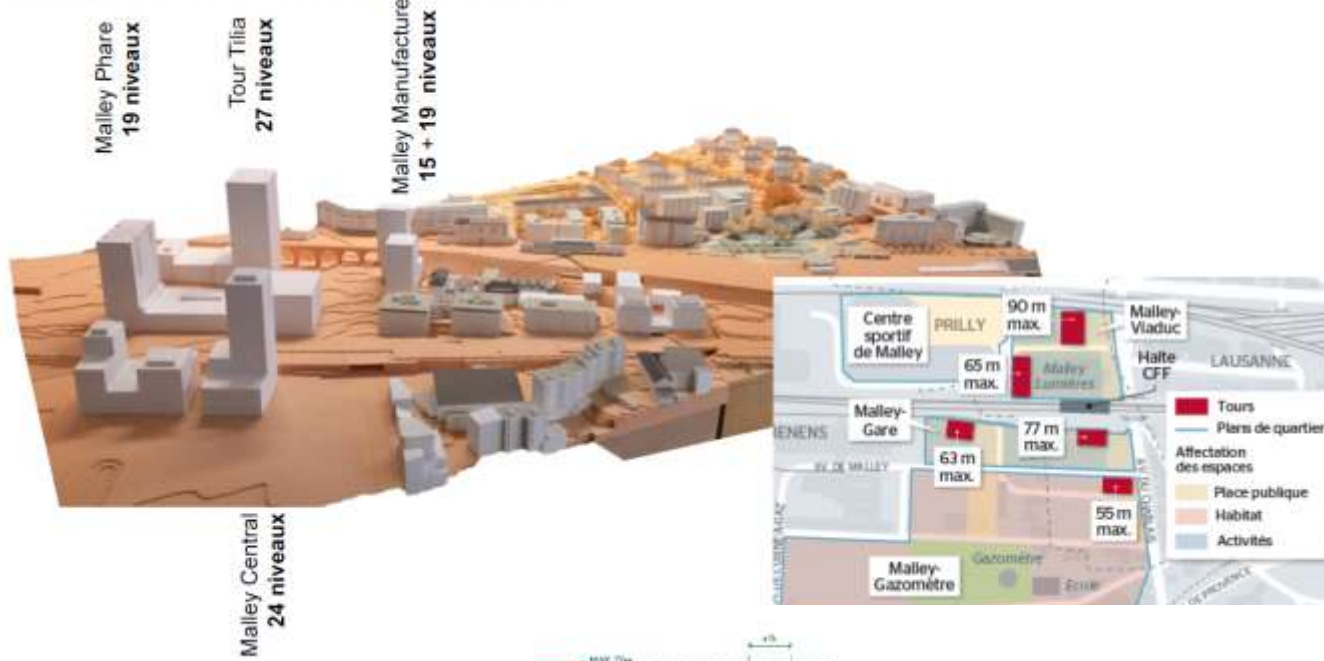 Malley Phare
19 niveaux
Tour Tilia
27 niveaux
Malley Manufacture
15 + 19 niveaux
Malley Central
24 niveaux
Centre
sportif
de Malley
PRILLY
90 m
max.
Malley-
Viaduc
65 m
max.
Malley
Lumières
Halte
CFF
LAUSANNE
Malley-
Gare
63 m
max.
77 m
max.
AV. DE MALLEY
55 m
max.
Malley-
Gazomètre
Gazomètre
École
DE PROVENCE
Tours
Plans de quartier
Affectation
des espaces
Place publique
Habitat
Activités